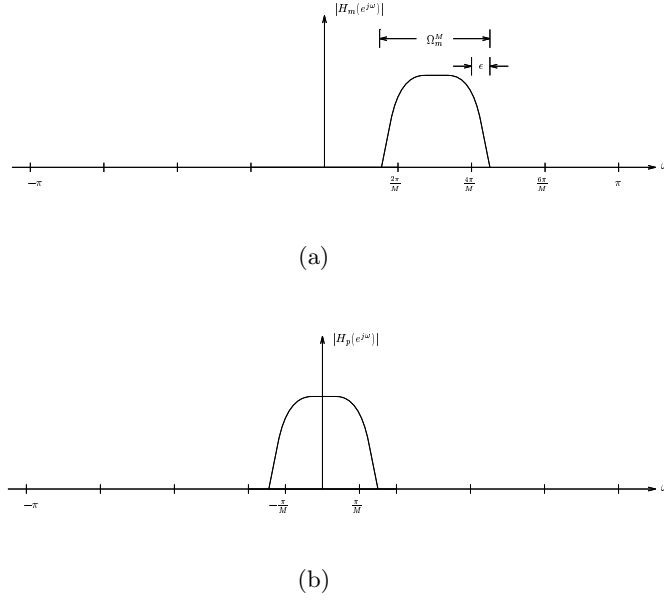 |H_m(e^{jω})|
Ω_m^M
ϵ
−π
2π/M
4π/M
6π/M
π
ω
(a)
|H_p(e^{jω})|
−π
−π/M
π/M
π
ω
(b)